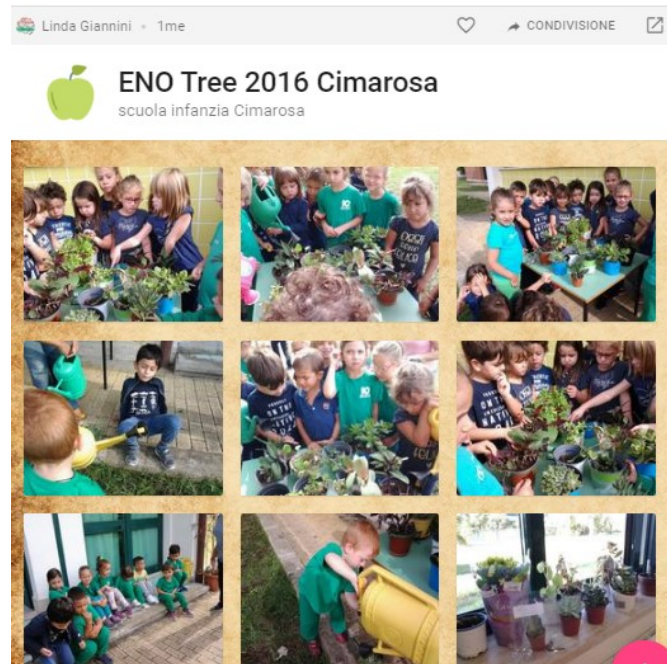 Linda Giannini • 1me
CONDIVISIONE
ENO Tree 2016 Cimarosa
scuola infanzia Cimarosa